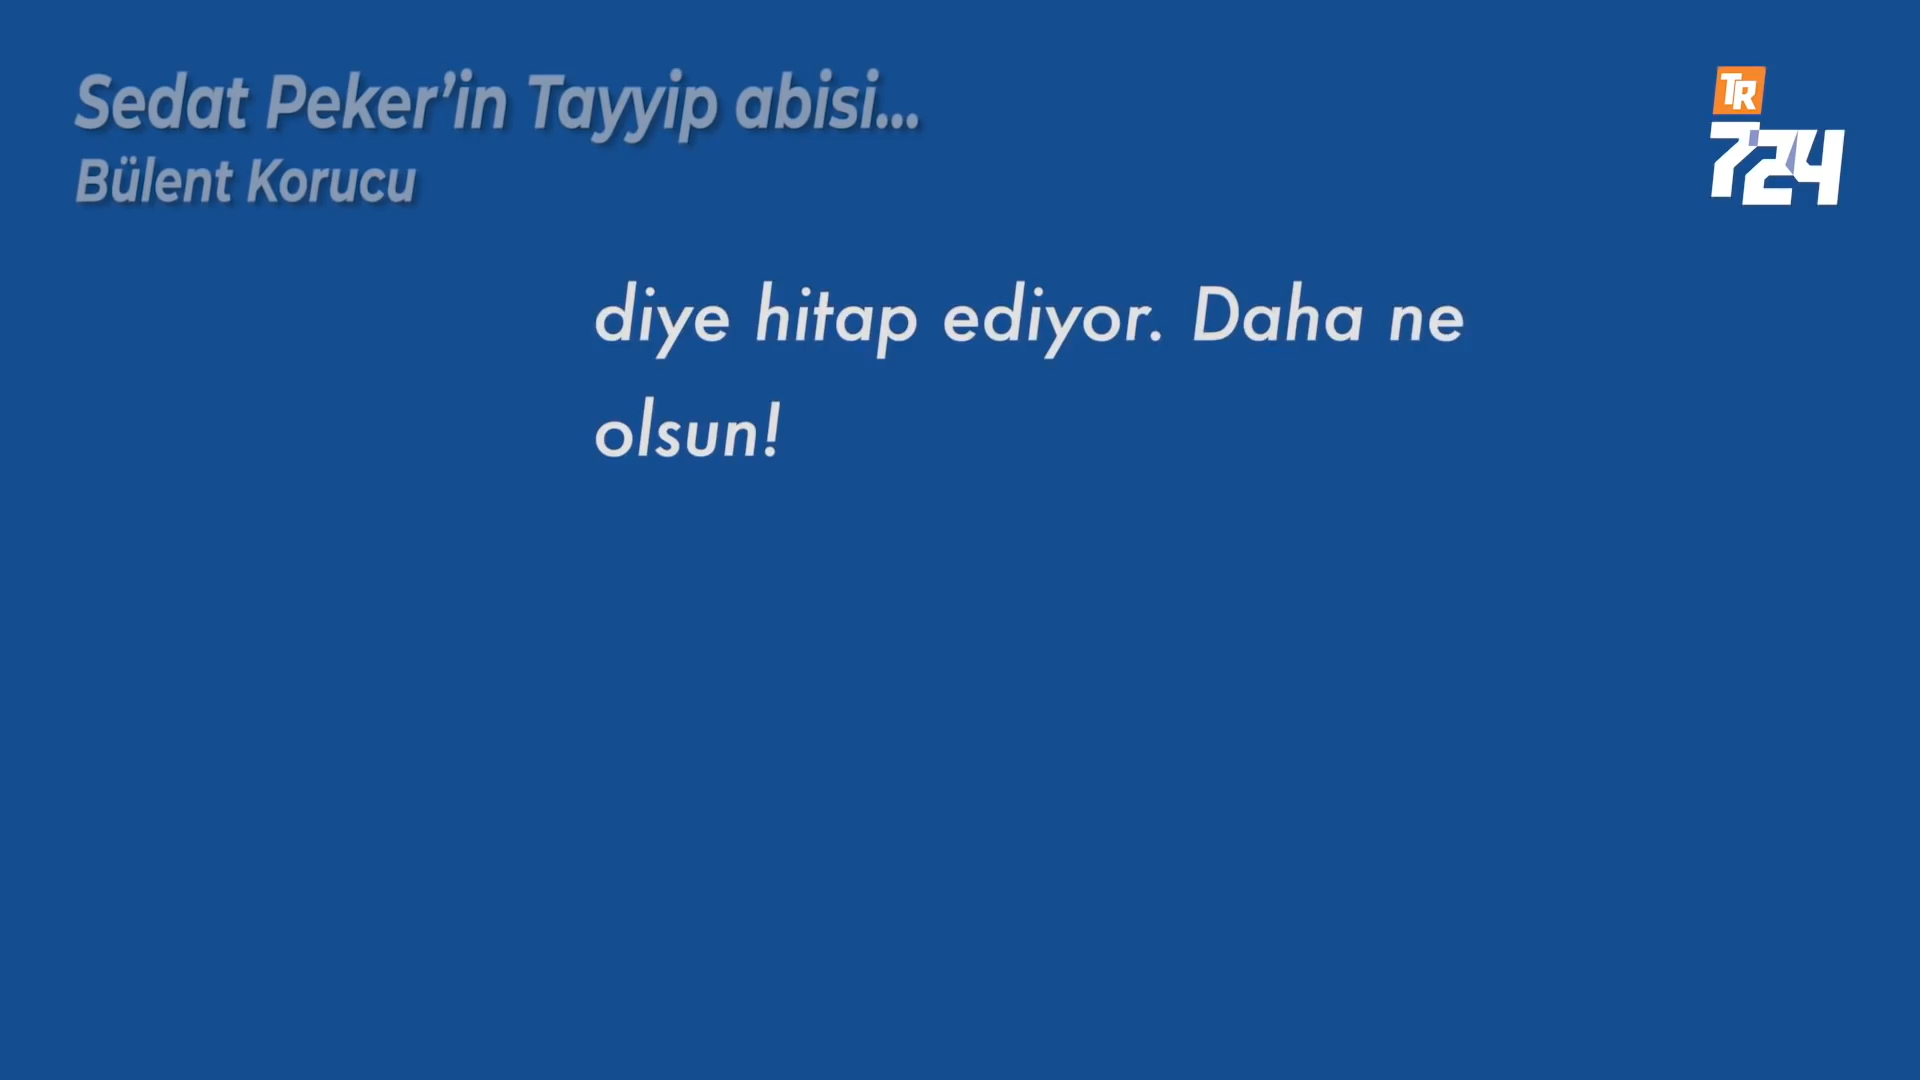 Sedat Peker’in Tayyip abisi...
Bülent Korucu
TR
724
diye hitap ediyor. Daha ne
olsun!